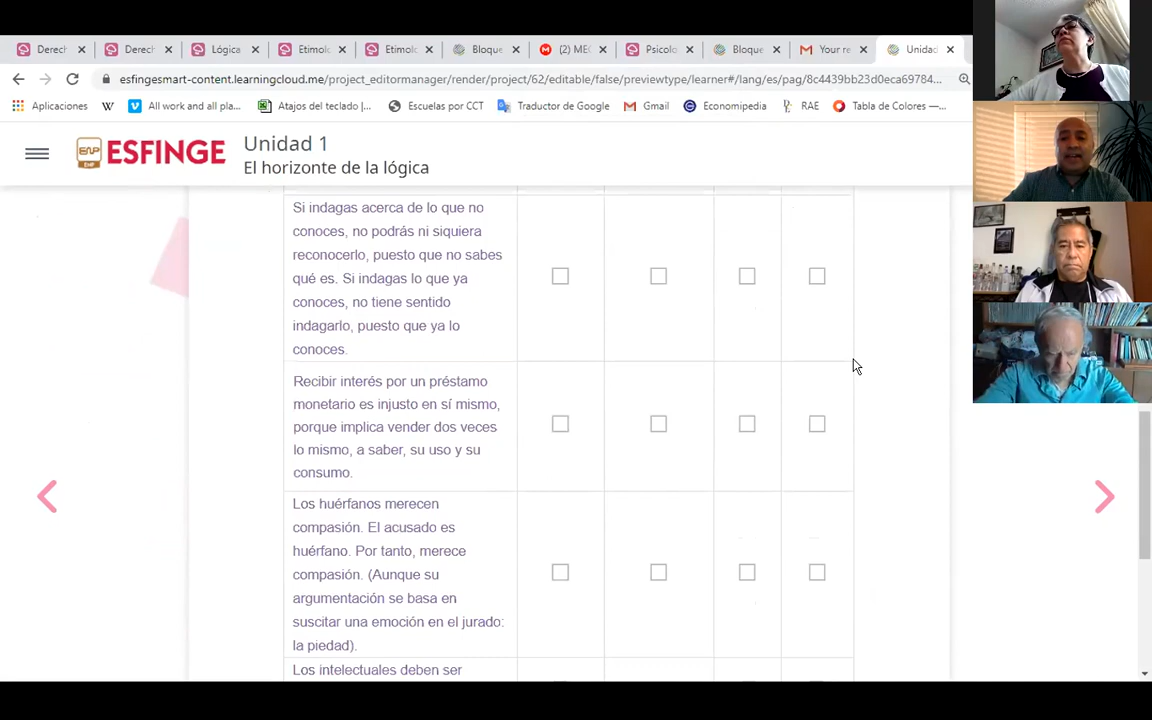 Derech
Derech
Lógica
Etimolo
Etimolo
Bloque
(2) ME
Psicolo
Bloque
Your re
Unidad
esfingesmart-content.learningcloud.me/project_editormanager/render/project/62/editable/false/previewtype/learner#/lang/es/pag/8c4439bb23d0eca69784...
Aplicaciones
All work and all pla...
Atajos del teclado |...
Escuelas por CCT
Traductor de Google
Gmail
Economipedia
RAE
Tabla de Colores —...
ENP
ESFINGE
Unidad 1
El horizonte de la lógica
Si indagas acerca de lo que no
conoces, no podrás ni siquiera
reconocerlo, puesto que no sabes
qué es. Si indagas lo que ya
conoces, no tiene sentido
indagarlo, puesto que ya lo
conoces.
Recibir interés por un préstamo
monetario es injusto en sí mismo,
porque implica vender dos veces
lo mismo, a saber, su uso y su
consumo.
Los huérfanos merecen
compasión. El acusado es
huérfano. Por tanto, merece
compasión. (Aunque su
argumentación se basa en
suscitar una emoción en el jurado:
la piedad).
Los intelectuales deben ser